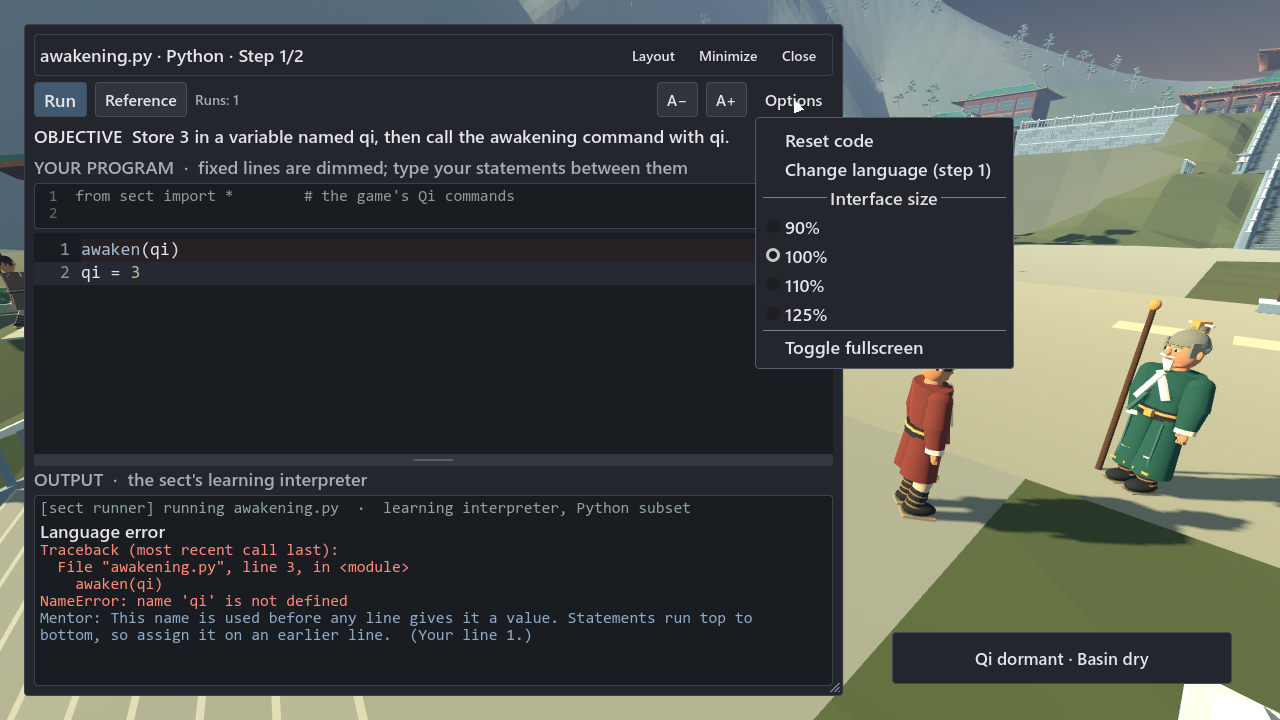 awakening.py · Python · Step 1/2
Layout
Minimize
Close
Run
Reference
Runs: 1
A−
A+
Options
OBJECTIVE Store 3 in a variable named qi, then call the awakening command with qi.
YOUR PROGRAM · fixed lines are dimmed; type your statements between them
1 from sect import * # the game's Qi commands
2
1 awaken(qi)
2 qi = 3
Reset code
Change language (step 1)
Interface size
90%
100%
110%
125%
Toggle fullscreen
OUTPUT · the sect's learning interpreter
[sect runner] running awakening.py · learning interpreter, Python subset
Language error
Traceback (most recent call last):
File "awakening.py", line 3, in <module>
awaken(qi)
NameError: name 'qi' is not defined
Mentor: This name is used before any line gives it a value. Statements run top to
bottom, so assign it on an earlier line. (Your line 1.)
Qi dormant · Basin dry